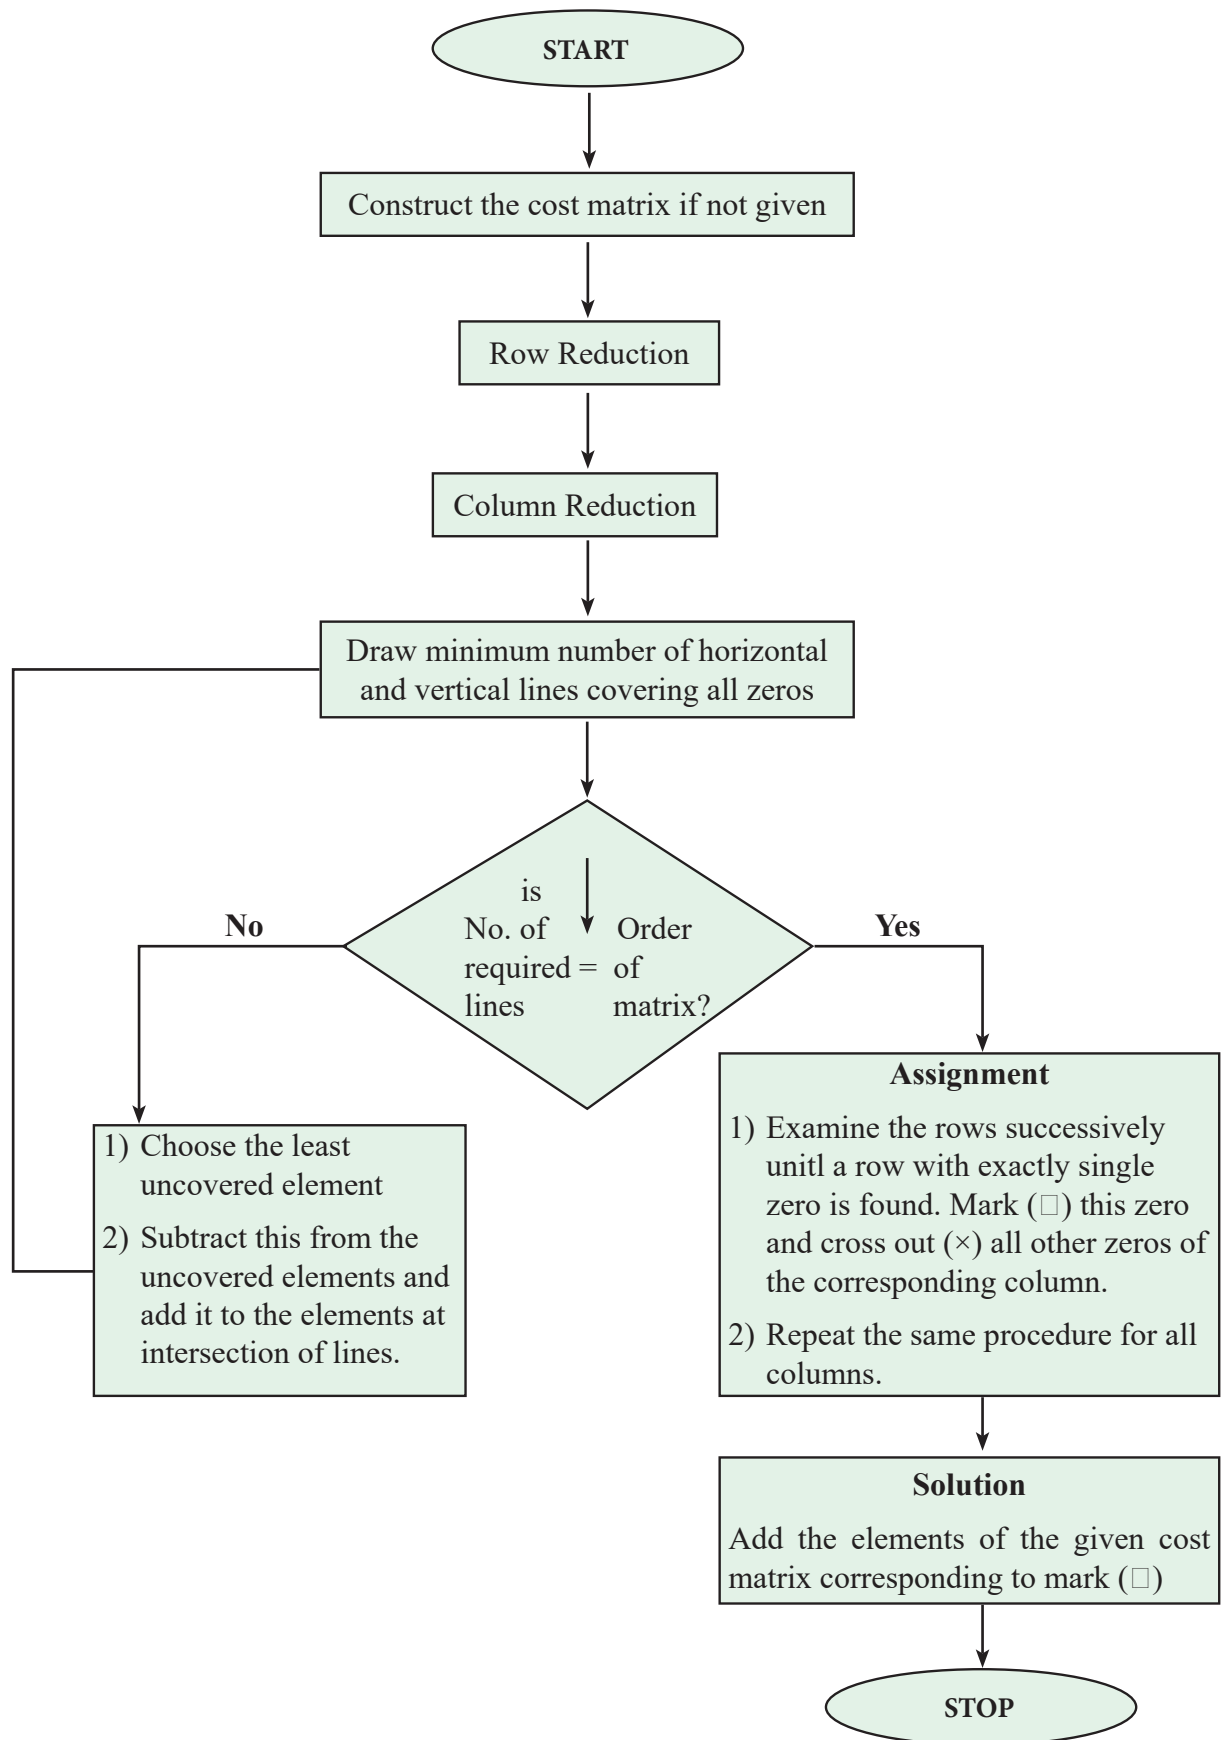 START
Construct the cost matrix if not given
Row Reduction
Column Reduction
Draw minimum number of horizontal
and vertical lines covering all zeros
is
No. of Order
required = of
lines matrix?
No
Yes
1) Choose the least
uncovered element
2) Subtract this from the
uncovered elements and
add it to the elements at
intersection of lines.
Assignment
1) Examine the rows successively
unitl a row with exactly single
zero is found. Mark (□) this zero
and cross out (×) all other zeros of
the corresponding column.
2) Repeat the same procedure for all
columns.
Solution
Add the elements of the given cost
matrix corresponding to mark (□)
STOP